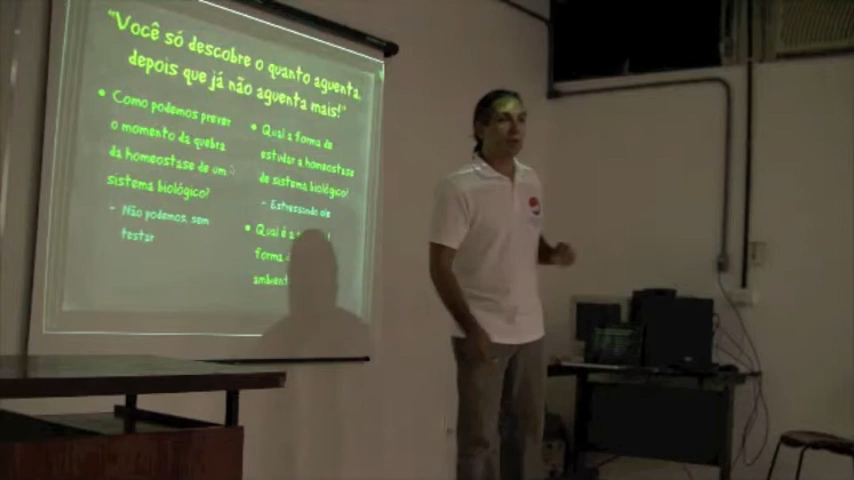 "Você só descobre o quanto aguenta
depois que já não aguenta mais!"
• Como podemos prever
o momento da quebra
da homeostase de um
sistema biológico?
- Não podemos, sem
testar
• Qual a forma de
estudar a homeostase
de sistema biológico?
- Estressando ele
• Qual é a
forma
ambient